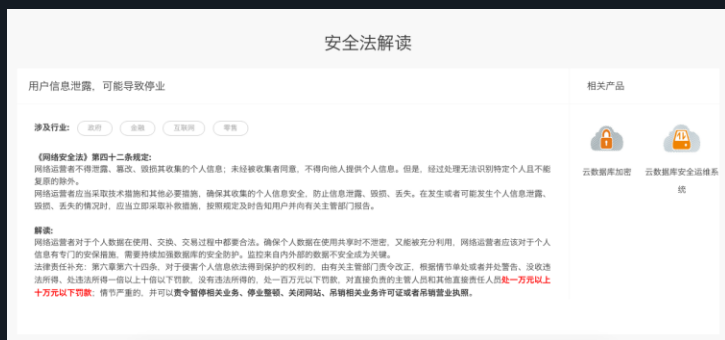 安全法解读
用户信息泄露，可能导致停业
相关产品
涉及行业: 政府 金融 互联网 零售
《网络安全法》第四十二条规定:
网络运营者不得泄露、篡改、毁损其收集的个人信息；未经被收集者同意，不得向他人提供个人信息。但是，经过处理无法识别特定个人且不能
复原的除外。
网络运营者应当采取技术措施和其他必要措施，确保其收集的个人信息安全，防止信息泄露、毁损、丢失。在发生或者可能发生个人信息泄露、
毁损、丢失的情况时，应当立即采取补救措施，按照规定及时告知用户并向有关主管部门报告。
解读:
网络运营者对于个人数据在使用、交换、交易过程中都要合法。确保个人数据在使用共享时不泄密，又能被充分利用，网络运营者应该对于个人
信息有专门的安保措施，需要持续加强数据库的安全防护。监控来自内外部的数据不安全成为关键。
法律责任补充：第六章第六十四条，对于侵害个人信息依法得到保护的权利的，由有关主管部门责令改正，根据情节单处或者并处警告、没收违
法所得、处违法所得一倍以上十倍以下罚款，没有违法所得的，处一百万元以下罚款，对直接负责的主管人员和其他直接责任人员处一万元以上
十万元以下罚款；情节严重的，并可以责令暂停相关业务、停业整顿、关闭网站、吊销相关业务许可证或者吊销营业执照。
云数据库加密
云数据库安全运维系
统